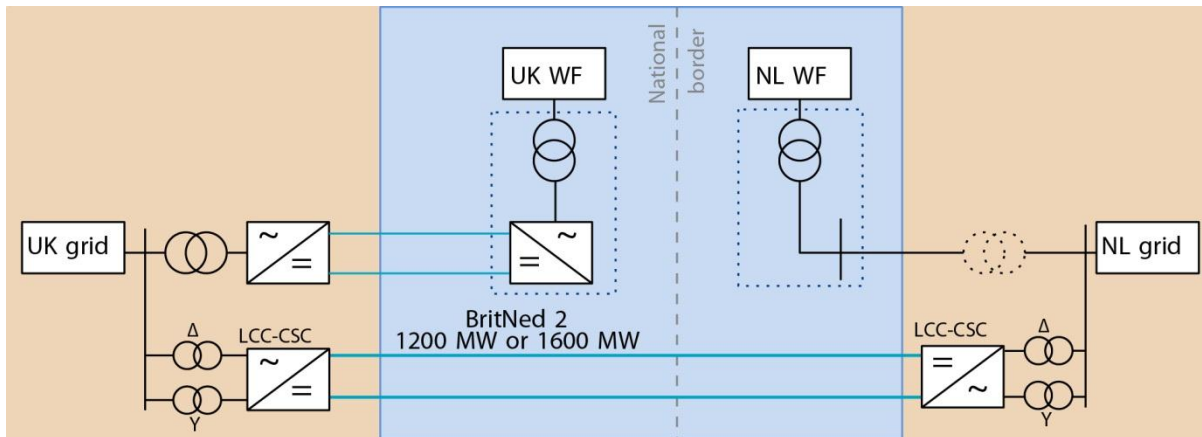 UK WF
National
border
NL WF
UK grid
~
=
~
=
NL grid
BritNed 2
1200 MW or 1600 MW
Δ
LCC-CSC
~
=
Y
LCC-CSC
=
~
Δ
Y